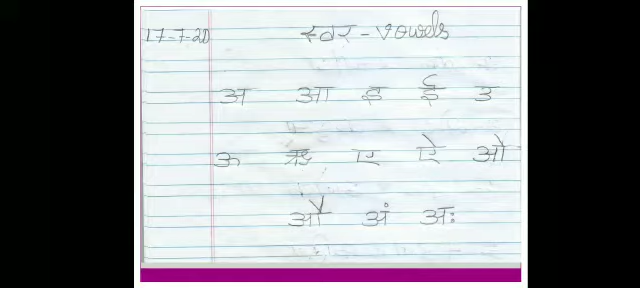 17-7-20 स्वर - Vowels
अ आ इ ई उ
ऊ ऋ ए ऐ ओ
औ अं अः